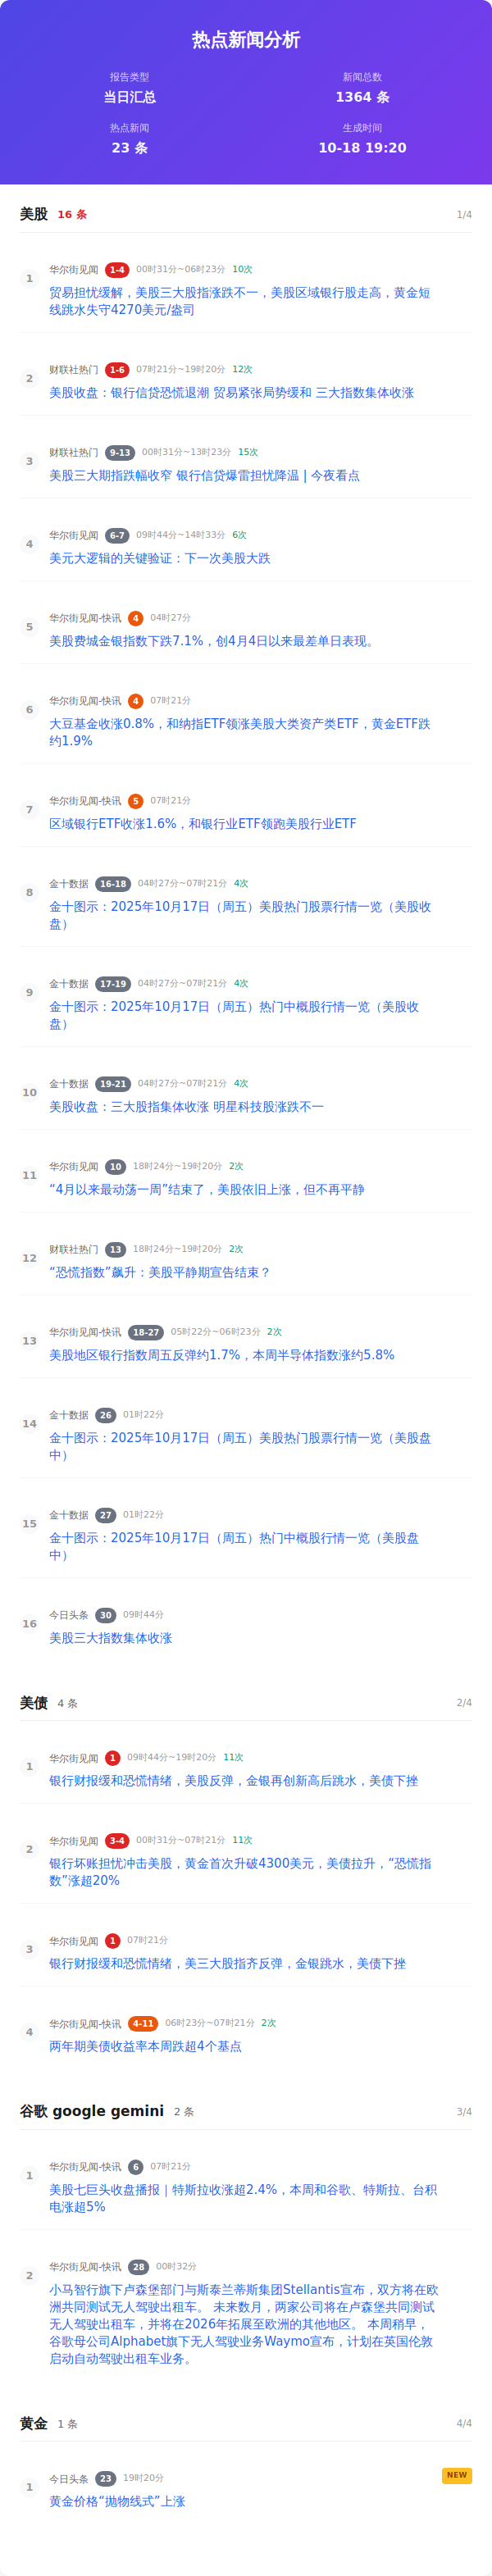 热点新闻分析
报告类型
当日汇总
新闻总数
1364 条
热点新闻
23 条
生成时间
10-18 19:20
美股 16 条 1/4
1 华尔街见闻 1-4 00时31分~06时23分 10次
贸易担忧缓解，美股三大股指涨跌不一，美股区域银行股走高，黄金短
线跳水失守4270美元/盎司
2 财联社热门 1-6 07时21分~19时20分 12次
美股收盘：银行信贷恐慌退潮 贸易紧张局势缓和 三大指数集体收涨
3 财联社热门 9-13 00时31分~13时23分 15次
美股三大期指跌幅收窄 银行信贷爆雷担忧降温 | 今夜看点
4 华尔街见闻 6-7 09时44分~14时33分 6次
美元大逻辑的关键验证：下一次美股大跌
5 华尔街见闻-快讯 4 04时27分
美股费城金银指数下跌7.1%，创4月4日以来最差单日表现。
6 华尔街见闻-快讯 4 07时21分
大豆基金收涨0.8%，和纳指ETF领涨美股大类资产类ETF，黄金ETF跌
约1.9%
7 华尔街见闻-快讯 5 07时21分
区域银行ETF收涨1.6%，和银行业ETF领跑美股行业ETF
8 金十数据 16-18 04时27分~07时21分 4次
金十图示：2025年10月17日（周五）美股热门股票行情一览（美股收
盘）
9 金十数据 17-19 04时27分~07时21分 4次
金十图示：2025年10月17日（周五）热门中概股行情一览（美股收
盘）
10 金十数据 19-21 04时27分~07时21分 4次
美股收盘：三大股指集体收涨 明星科技股涨跌不一
11 华尔街见闻 10 18时24分~19时20分 2次
“4月以来最动荡一周”结束了，美股依旧上涨，但不再平静
12 财联社热门 13 18时24分~19时20分 2次
“恐慌指数”飙升：美股平静期宣告结束？
13 华尔街见闻-快讯 18-27 05时22分~06时23分 2次
美股地区银行指数周五反弹约1.7%，本周半导体指数涨约5.8%
14 金十数据 26 01时22分
金十图示：2025年10月17日（周五）美股热门股票行情一览（美股盘
中）
15 金十数据 27 01时22分
金十图示：2025年10月17日（周五）热门中概股行情一览（美股盘
中）
16 今日头条 30 09时44分
美股三大指数集体收涨
美债 4 条 2/4
1 华尔街见闻 1 09时44分~19时20分 11次
银行财报缓和恐慌情绪，美股反弹，金银再创新高后跳水，美债下挫
2 华尔街见闻 3-4 00时31分~07时21分 11次
银行坏账担忧冲击美股，黄金首次升破4300美元，美债拉升，“恐慌指
数”涨超20%
3 华尔街见闻 1 07时21分
银行财报缓和恐慌情绪，美三大股指齐反弹，金银跳水，美债下挫
4 华尔街见闻-快讯 4-11 06时23分~07时21分 2次
两年期美债收益率本周跌超4个基点
谷歌 google gemini 2 条 3/4
1 华尔街见闻-快讯 6 07时21分
美股七巨头收盘播报｜特斯拉收涨超2.4%，本周和谷歌、特斯拉、台积
电涨超5%
2 华尔街见闻-快讯 28 00时32分
小马智行旗下卢森堡部门与斯泰兰蒂斯集团Stellantis宣布，双方将在欧
洲共同测试无人驾驶出租车。 未来数月，两家公司将在卢森堡共同测试
无人驾驶出租车，并将在2026年拓展至欧洲的其他地区。 本周稍早，
谷歌母公司Alphabet旗下无人驾驶业务Waymo宣布，计划在英国伦敦
启动自动驾驶出租车业务。
黄金 1 条 4/4
1 今日头条 23 19时20分 NEW
黄金价格“抛物线式”上涨